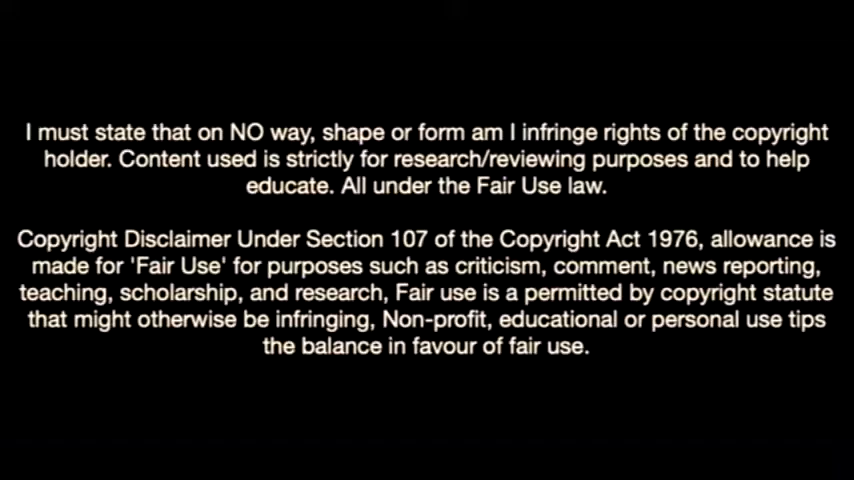 I must state that on NO way, shape or form am I infringe rights of the copyright
holder. Content used is strictly for research/reviewing purposes and to help
educate. All under the Fair Use law.
Copyright Disclaimer Under Section 107 of the Copyright Act 1976, allowance is
made for 'Fair Use' for purposes such as criticism, comment, news reporting,
teaching, scholarship, and research, Fair use is a permitted by copyright statute
that might otherwise be infringing, Non-profit, educational or personal use tips
the balance in favour of fair use.